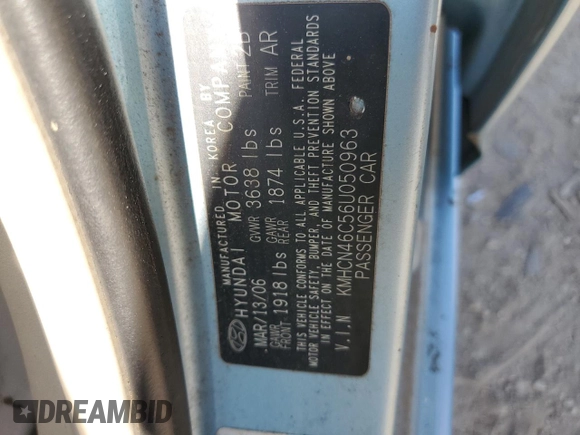 MANUFACTURED IN KOREA BY
HYUNDAI MOTOR COMPANY
MAR/13/06 GVWR 3638 lbs PAINT 2B
GAWR FRONT 1918 lbs GAWR REAR 1874 lbs TRIM AR
THIS VEHICLE CONFORMS TO ALL APPLICABLE U.S.A. FEDERAL
MOTOR VEHICLE SAFETY, BUMPER, AND THEFT PREVENTION STANDARDS
IN EFFECT ON THE DATE OF MANUFACTURE SHOWN ABOVE
V.I.N KMHCN46C56U050963
PASSENGER CAR
DREAMBID